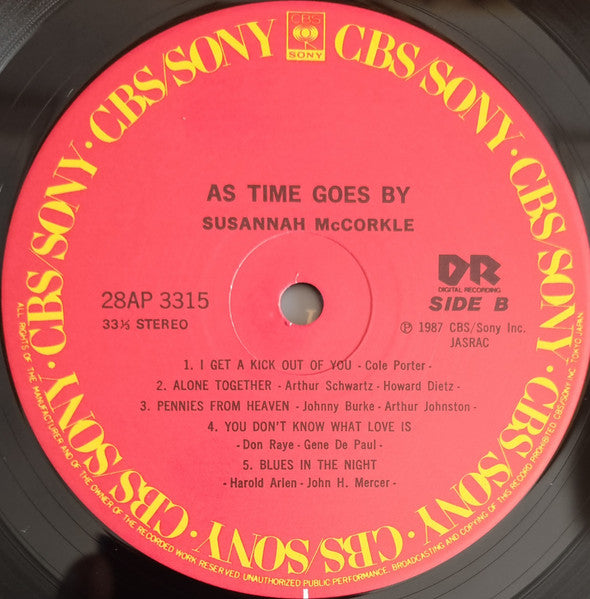 CBS
SONY
CBS/SONY · CBS/SONY · CBS/SONY · CBS/SONY · CBS/SONY · CBS/SONY · CBS/SONY · CBS/SONY
AS TIME GOES BY
SUSANNAH McCORKLE
28AP 3315
33⅓ STEREO
DR
DIGITAL RECORDING
SIDE B
℗ 1987 CBS/Sony Inc.
JASRAC
1. I GET A KICK OUT OF YOU - Cole Porter -
2. ALONE TOGETHER - Arthur Schwartz - Howard Dietz -
3. PENNIES FROM HEAVEN - Johnny Burke - Arthur Johnston -
4. YOU DON'T KNOW WHAT LOVE IS
- Don Raye - Gene De Paul -
5. BLUES IN THE NIGHT
- Harold Arlen - John H. Mercer -
ALL RIGHTS OF THE MANUFACTURER AND OF THE OWNER OF THE RECORDED WORK RESERVED. UNAUTHORIZED PUBLIC PERFORMANCE, BROADCASTING AND COPYING OF THIS RECORD PROHIBITED. CBS/SONY INC. TOKYO JAPAN.